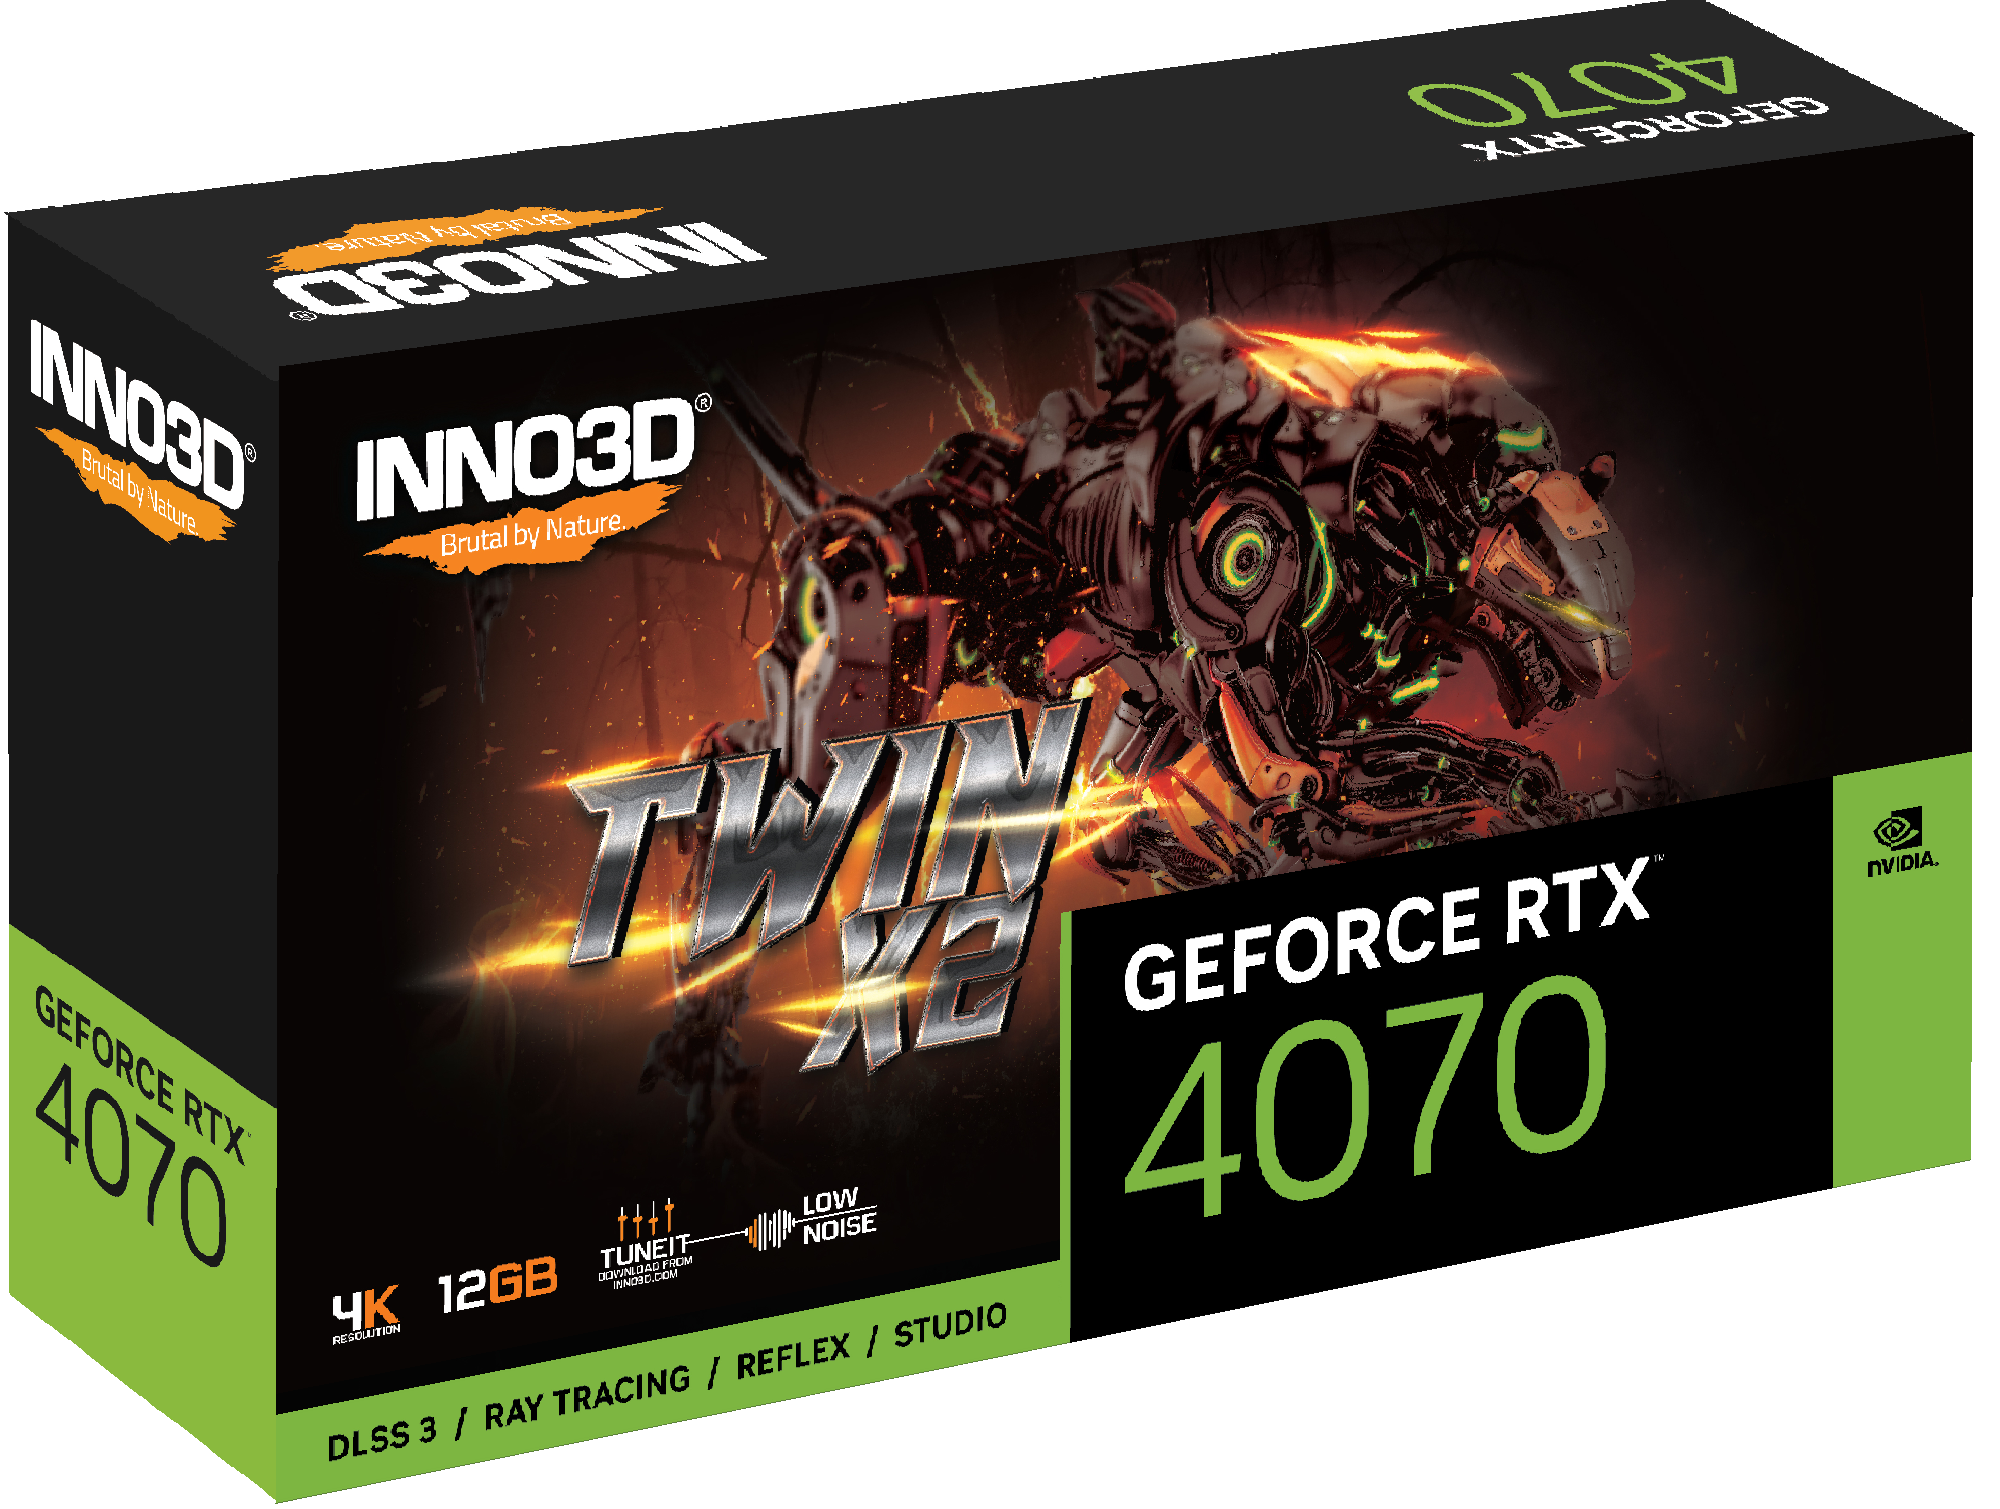 GEFORCE RTX
4070
INNO3D®
Brutal by Nature.
INNO3D®
Brutal by Nature.
GEFORCE RTX™
4070
INNO3D®
Brutal by Nature.
TWIN
X2
GEFORCE RTX™
4070
NVIDIA.
4K
RESOLUTION
12GB
TUNEIT
DOWNLOAD FROM
INNO3D.COM
LOW
NOISE
DLSS 3 / RAY TRACING / REFLEX / STUDIO